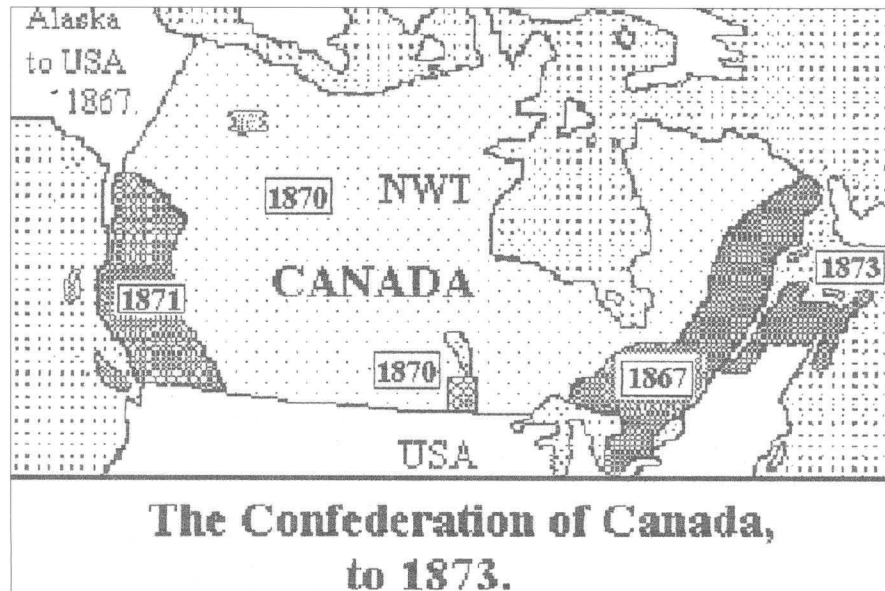 Alaska
to USA
1867.
1870
NWT
CANADA
1871
1873
1870
1867
USA
The Confederation of Canada,
to 1873.